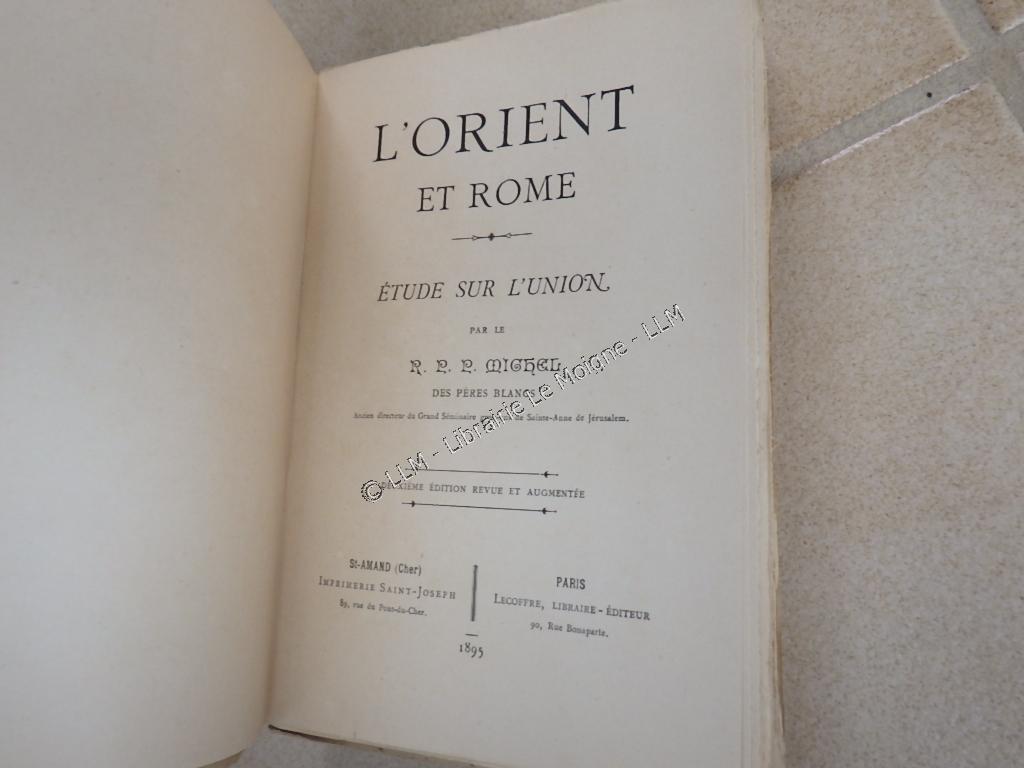 L'ORIENT
ET ROME
ÉTUDE SUR L'UNION
PAR LE
R. P. P. MICHEL
DES PÈRES BLANCS
Ancien directeur du Grand Séminaire de Sainte-Anne de Jérusalem.
DEUXIÈME ÉDITION REVUE ET AUGMENTÉE
St-AMAND (Cher)
IMPRIMERIE SAINT-JOSEPH
89, rue du Pont-du-Cher.
PARIS
LECOFFRE, LIBRAIRE-ÉDITEUR
90, Rue Bonaparte.
1895
© LLM - Librairie Le Moigne - LLM